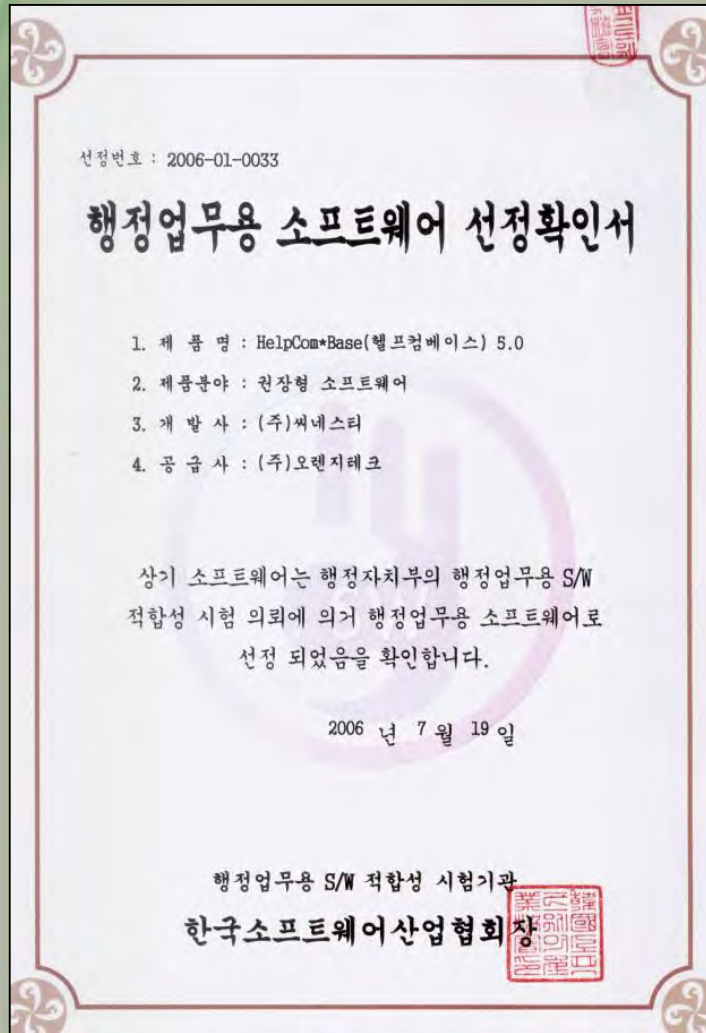 선정번호 : 2006-01-0033
행정업무용 소프트웨어 선정확인서
1. 제 품 명 : HelpCom*Base(헬프컴베이스) 5.0
2. 제품분야 : 권장형 소프트웨어
3. 개 발 사 : (주)씨네스티
4. 공 급 사 : (주)오렌지테크
상기 소프트웨어는 행정자치부의 행정업무용 S/W
적합성 시험 의뢰에 의거 행정업무용 소프트웨어로
선정 되었음을 확인합니다.
2006 년 7 월 19 일
행정업무용 S/W 적합성 시험기관
한국소프트웨어산업협회장